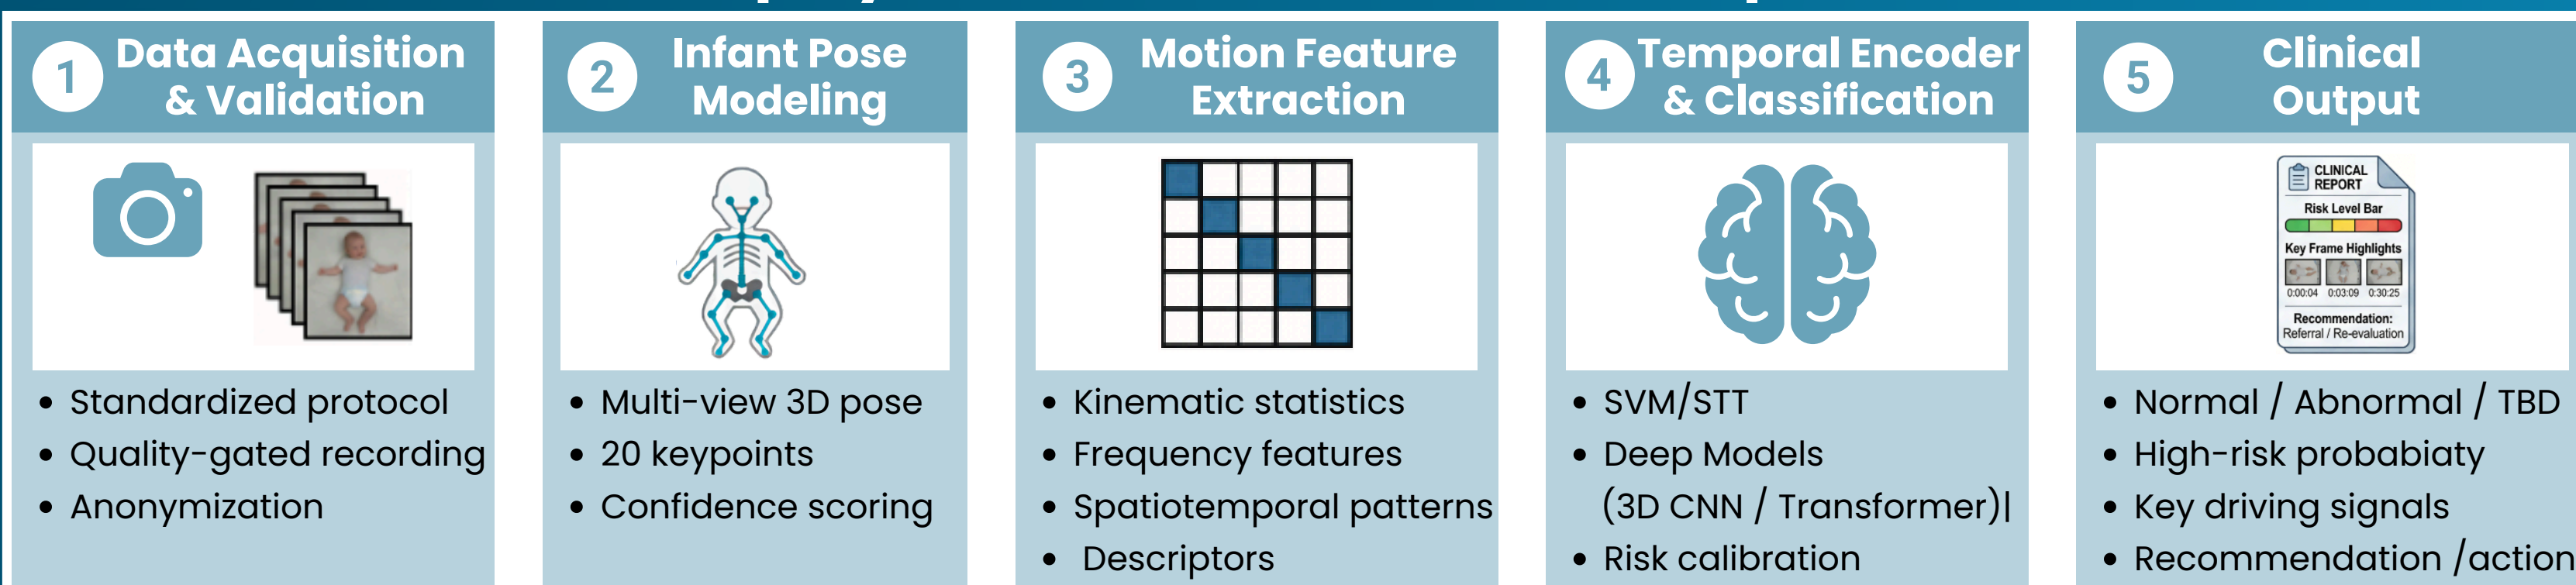 1
Data Acquisition
& Validation
Standardized protocol
Quality-gated recording
Anonymization
2
Infant Pose
Modeling
Multi-view 3D pose
20 keypoints
Confidence scoring
3
Motion Feature
Extraction
Kinematic statistics
Frequency features
Spatiotemporal patterns
Descriptors
4
Temporal Encoder
& Classification
SVM/STT
Deep Models
(3D CNN / Transformer)|
Risk calibration
5
Clinical
Output
CLINICAL
REPORT
Risk Level Bar
Key Frame Highlights
0:00:04 0:03:09 0:30:25
Recommendation:
Referral / Re-evaluation
Normal / Abnormal / TBD
High-risk probabiaty
Key driving signals
Recommendation /action